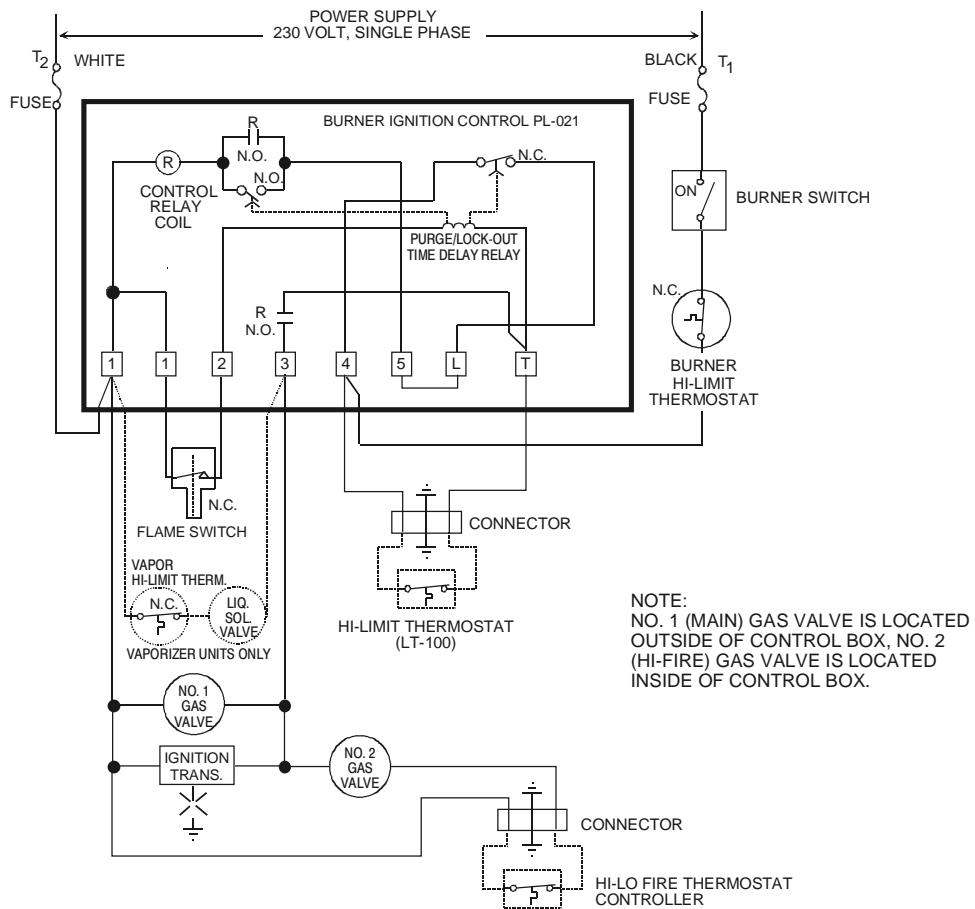 POWER SUPPLY
230 VOLT, SINGLE PHASE
T2 WHITE
BLACK T1
FUSE
FUSE
BURNER IGNITION CONTROL PL-021
R
N.O.
N.O.
R
N.C.
CONTROL
RELAY
COIL
PURGE/LOCK-OUT
TIME DELAY RELAY
ON
BURNER SWITCH
N.C.
R
N.O.
BURNER
HI-LIMIT
THERMOSTAT
1 1 2 3 4 5 L T
N.C.
FLAME SWITCH
CONNECTOR
VAPOR
HI-LIMIT THERM.
N.C.
LIQ.
SOL.
VALVE
VAPORIZER UNITS ONLY
HI-LIMIT THERMOSTAT
(LT-100)
NOTE:
NO. 1 (MAIN) GAS VALVE IS LOCATED
OUTSIDE OF CONTROL BOX, NO. 2
(HI-FIRE) GAS VALVE IS LOCATED
INSIDE OF CONTROL BOX.
NO. 1
GAS
VALVE
IGNITION
TRANS.
NO. 2
GAS
VALVE
CONNECTOR
HI-LO FIRE THERMOSTAT
CONTROLLER